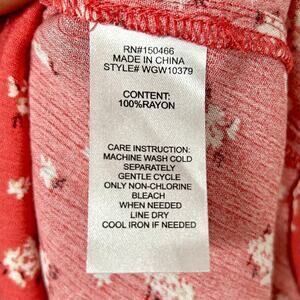 RN#150466
MADE IN CHINA
STYLE# WGW10379
CONTENT:
100%RAYON
CARE INSTRUCTION:
MACHINE WASH COLD
SEPARATELY
GENTLE CYCLE
ONLY NON-CHLORINE
BLEACH
WHEN NEEDED
LINE DRY
COOL IRON IF NEEDED